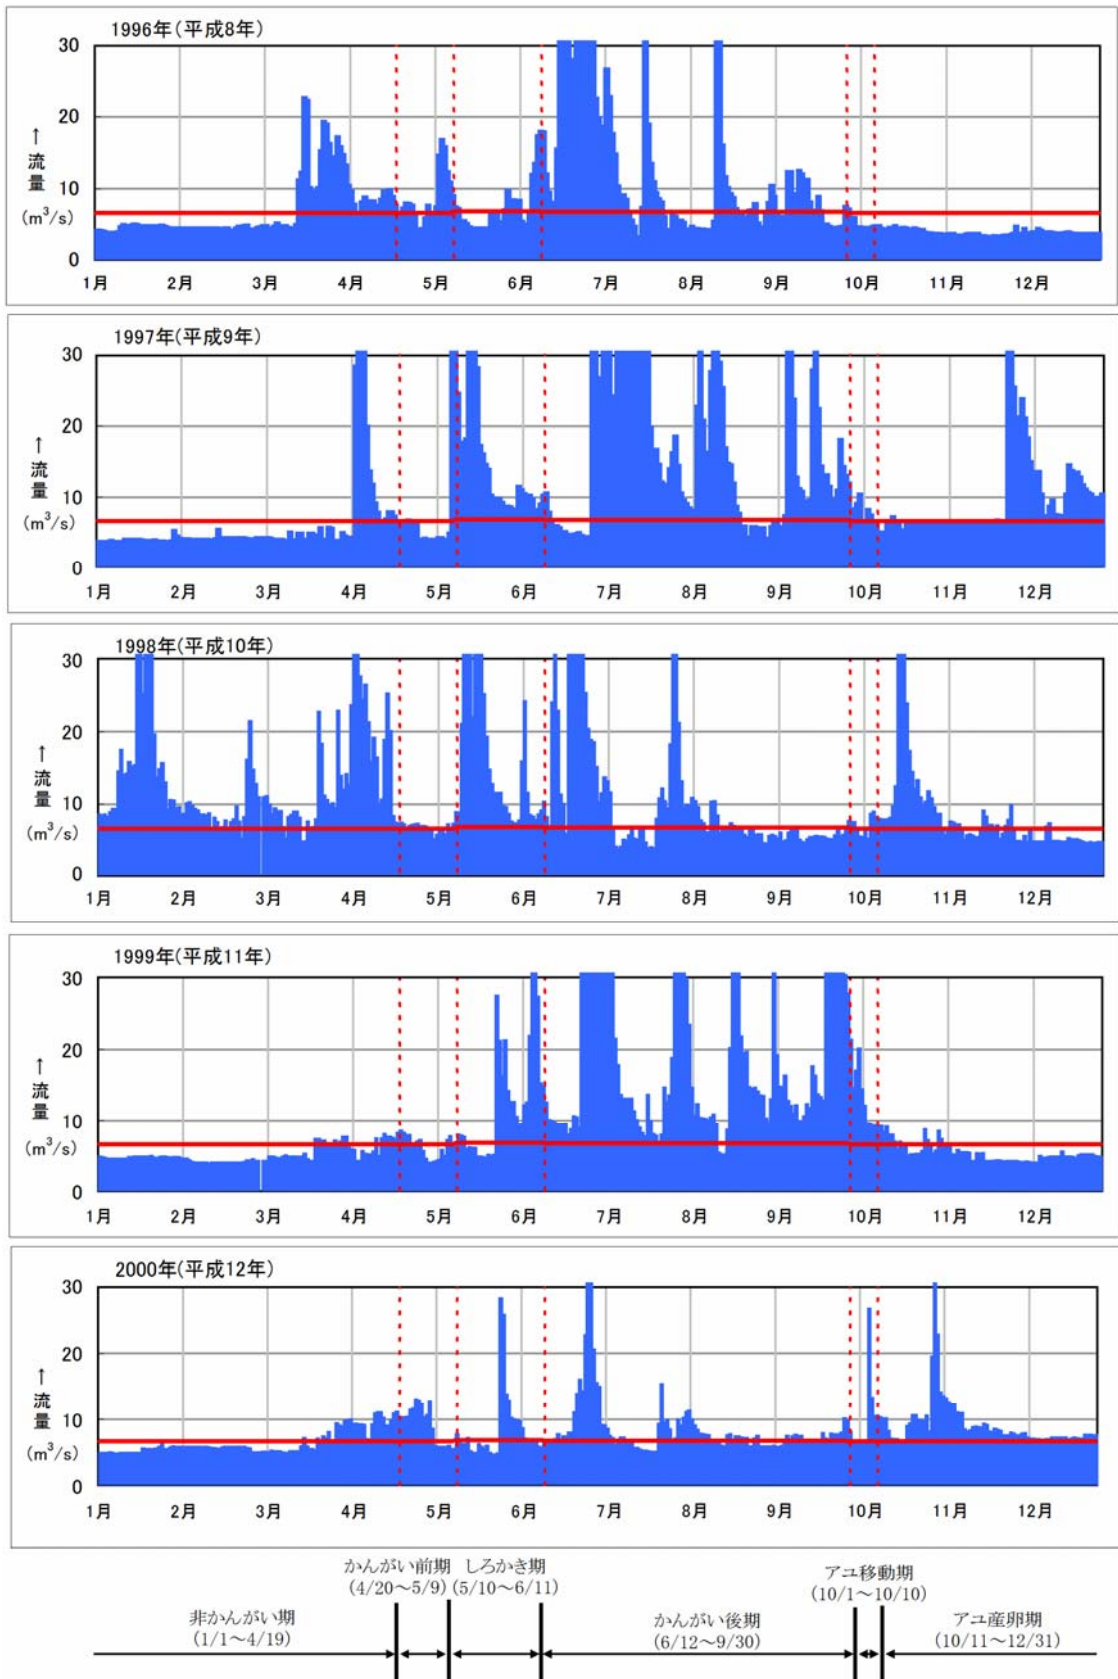 1996年(平成8年)
30
20
10
0
↑
流
量
(m³/s)
1月 2月 3月 4月 5月 6月 7月 8月 9月 10月 11月 12月
1997年(平成9年)
30
20
10
0
↑
流
量
(m³/s)
1月 2月 3月 4月 5月 6月 7月 8月 9月 10月 11月 12月
1998年(平成10年)
30
20
10
0
↑
流
量
(m³/s)
1月 2月 3月 4月 5月 6月 7月 8月 9月 10月 11月 12月
1999年(平成11年)
30
20
10
0
↑
流
量
(m³/s)
1月 2月 3月 4月 5月 6月 7月 8月 9月 10月 11月 12月
2000年(平成12年)
30
20
10
0
↑
流
量
(m³/s)
1月 2月 3月 4月 5月 6月 7月 8月 9月 10月 11月 12月
かんがい前期 しろかき期 アユ移動期
(4/20～5/9) (5/10～6/11) (10/1～10/10)
非かんがい期 かんがい後期 アユ産卵期
(1/1～4/19) (6/12～9/30) (10/11～12/31)